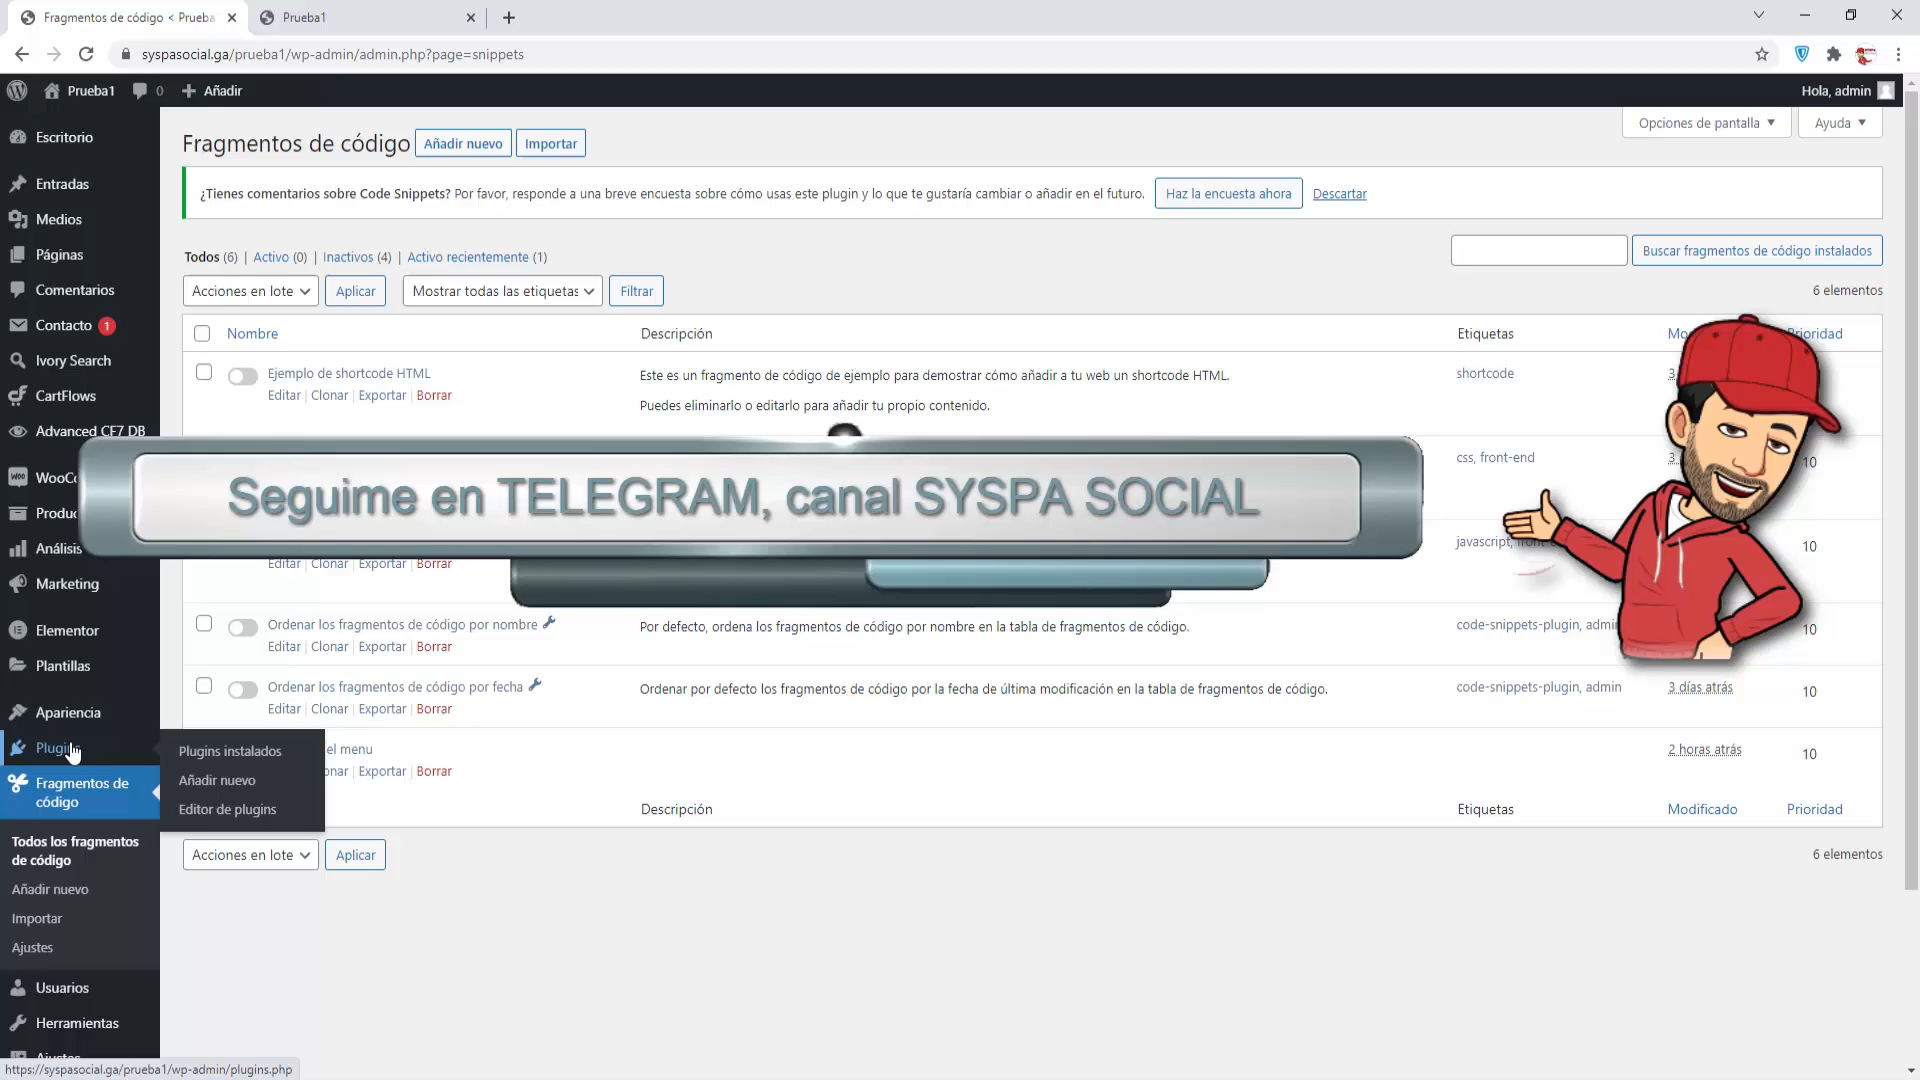 Fragmentos de código < Prueba
Prueba1
syspasocial.ga/prueba1/wp-admin/admin.php?page=snippets
Prueba1
0
Añadir
Hola, admin
Escritorio
Entradas
Medios
Páginas
Comentarios
Contacto 1
Ivory Search
CartFlows
Advanced CF7 DB
WooC
Produc
Análisis
Marketing
Elementor
Plantillas
Apariencia
Plugin
Fragmentos de
código
Todos los fragmentos
de código
Añadir nuevo
Importar
Ajustes
Usuarios
Herramientas
Ajustes
Plugins instalados
Añadir nuevo
Editor de plugins
Opciones de pantalla
Ayuda
Fragmentos de código Añadir nuevo Importar
¿Tienes comentarios sobre Code Snippets? Por favor, responde a una breve encuesta sobre cómo usas este plugin y lo que te gustaría cambiar o añadir en el futuro. Haz la encuesta ahora Descartar
Todos (6) | Activo (0) | Inactivos (4) | Activo recientemente (1)
Buscar fragmentos de código instalados
Acciones en lote Aplicar Mostrar todas las etiquetas Filtrar
6 elementos
Nombre Descripción Etiquetas Mo Prioridad
Ejemplo de shortcode HTML
Editar | Clonar | Exportar | Borrar
Este es un fragmento de código de ejemplo para demostrar cómo añadir a tu web un shortcode HTML.
Puedes eliminarlo o editarlo para añadir tu propio contenido.
shortcode
3
css, front-end
3
10
Seguime en TELEGRAM, canal SYSPA SOCIAL
javascript,
10
Editar | Clonar | Exportar | Borrar
Ordenar los fragmentos de código por nombre
Editar | Clonar | Exportar | Borrar
Por defecto, ordena los fragmentos de código por nombre en la tabla de fragmentos de código.
code-snippets-plugin, admin
10
Ordenar los fragmentos de código por fecha
Editar | Clonar | Exportar | Borrar
Ordenar por defecto los fragmentos de código por la fecha de última modificación en la tabla de fragmentos de código.
code-snippets-plugin, admin
3 días atrás
10
el menu
onar | Exportar | Borrar
2 horas atrás
10
Descripción Etiquetas Modificado Prioridad
Acciones en lote Aplicar
6 elementos
https://syspasocial.ga/prueba1/wp-admin/plugins.php